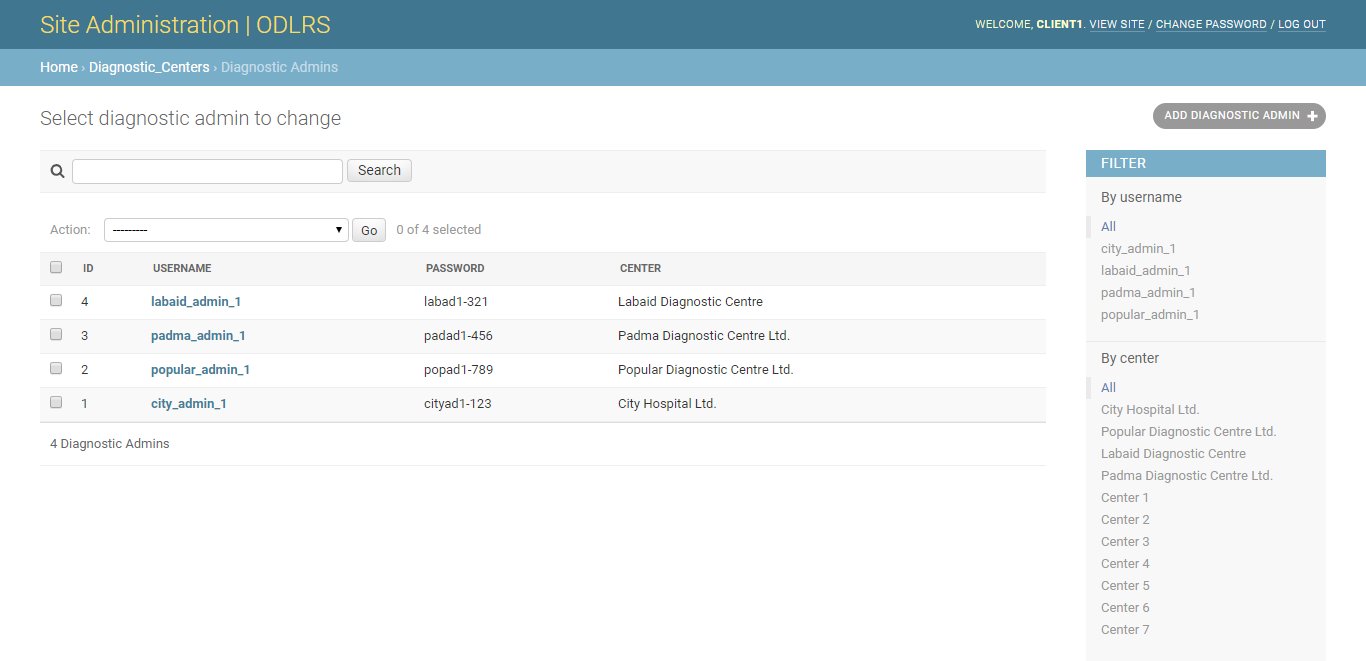 Site Administration | ODLRS
WELCOME, CLIENT1. VIEW SITE / CHANGE PASSWORD / LOG OUT
Home › Diagnostic_Centers › Diagnostic Admins
Select diagnostic admin to change
ADD DIAGNOSTIC ADMIN +
Search
Action: --------- Go 0 of 4 selected
ID USERNAME PASSWORD CENTER
4 labaid_admin_1 labad1-321 Labaid Diagnostic Centre
3 padma_admin_1 padad1-456 Padma Diagnostic Centre Ltd.
2 popular_admin_1 popad1-789 Popular Diagnostic Centre Ltd.
1 city_admin_1 cityad1-123 City Hospital Ltd.
4 Diagnostic Admins
FILTER
By username
All
city_admin_1
labaid_admin_1
padma_admin_1
popular_admin_1
By center
All
City Hospital Ltd.
Popular Diagnostic Centre Ltd.
Labaid Diagnostic Centre
Padma Diagnostic Centre Ltd.
Center 1
Center 2
Center 3
Center 4
Center 5
Center 6
Center 7